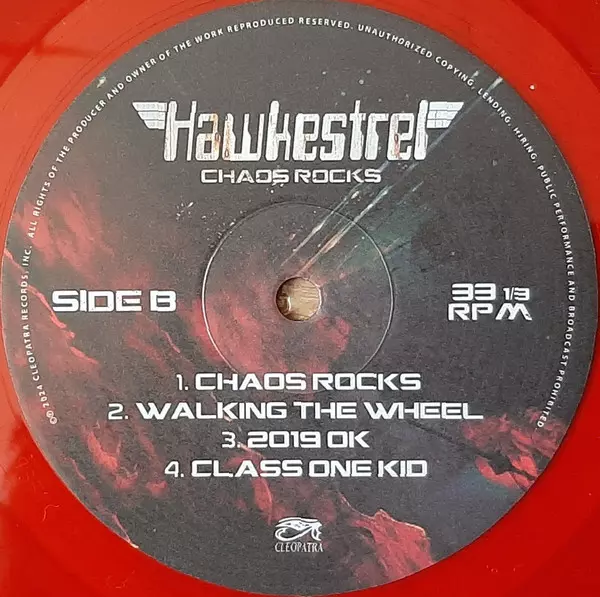 ©℗ 2024 CLEOPATRA RECORDS, INC. ALL RIGHTS OF THE PRODUCER AND OWNER OF THE WORK REPRODUCED RESERVED. UNAUTHORIZED COPYING, LENDING, HIRING, PUBLIC PERFORMANCE AND BROADCAST PROHIBITED.
Hawkestrel
CHAOS ROCKS
SIDE B
33 1/3
RPM
1. CHAOS ROCKS
2. WALKING THE WHEEL
3. 2019 OK
4. CLASS ONE KID
CLEOPATRA